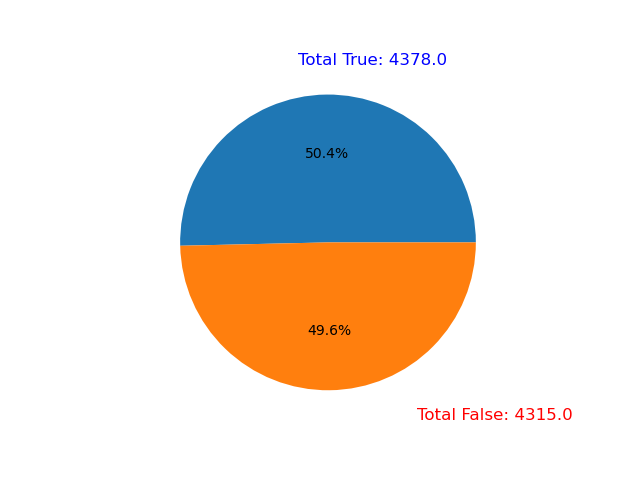 Total True: 4378.0
50.4%
49.6%
Total False: 4315.0